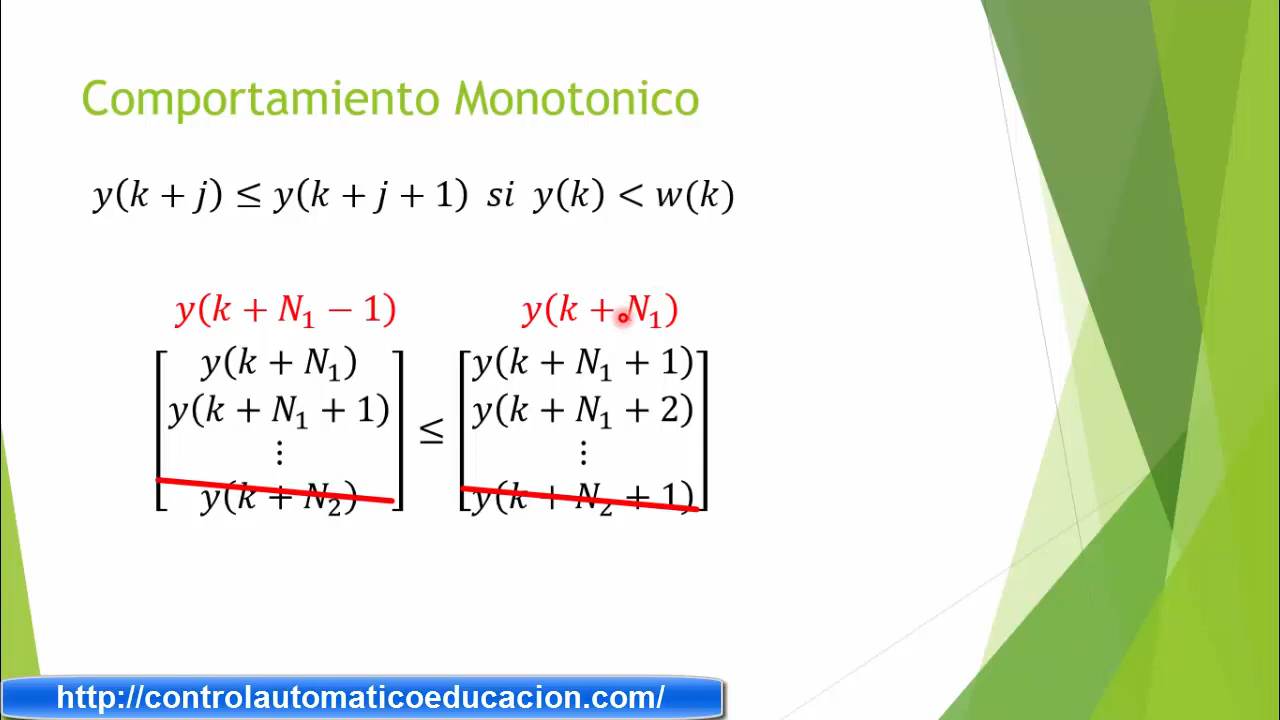 Comportamiento Monotonico
y(k + j) ≤ y(k + j + 1) si y(k) < w(k)
y(k + N₁ − 1) y(k + N₁)
y(k + N₁) y(k + N₁ + 1)
y(k + N₁ + 1) ≤ y(k + N₁ + 2)
⋮ ⋮
y(k + N₂) y(k + N₂ + 1)
http://controlautomaticoeducacion.com/